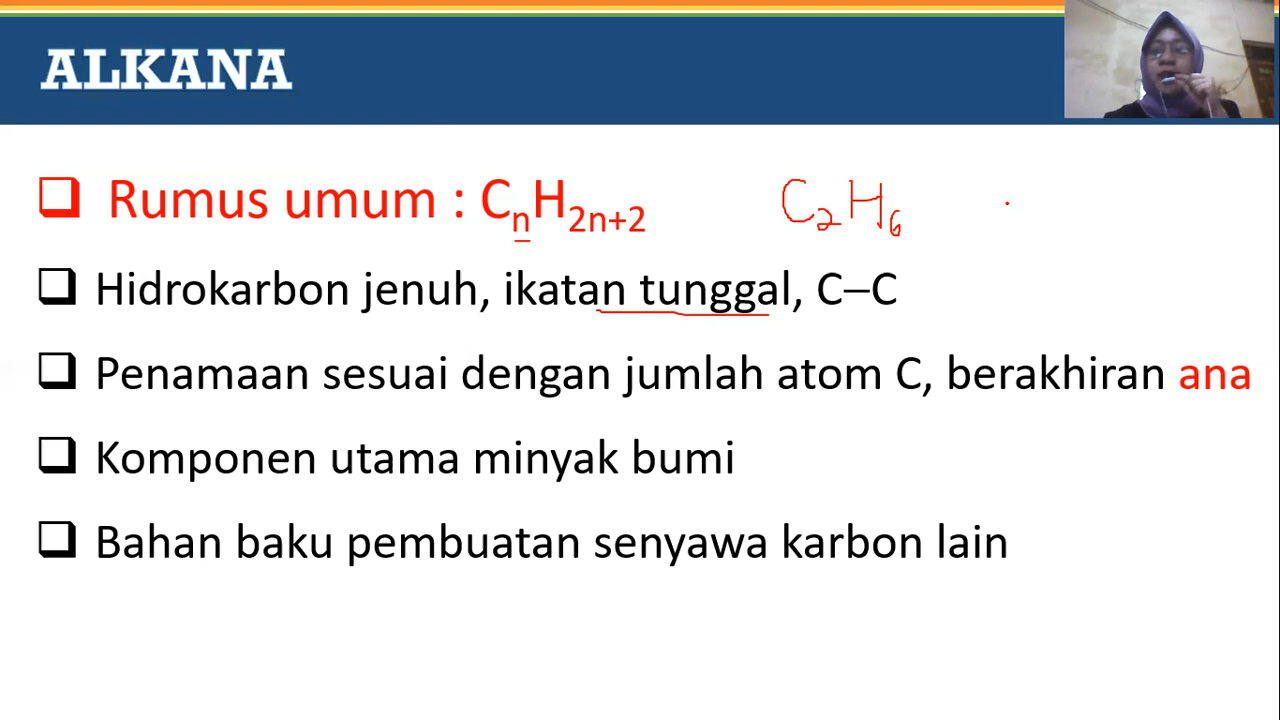 ALKANA
Rumus umum : CₙH₂ₙ₊₂ C₂H₆
Hidrokarbon jenuh, ikatan tunggal, C–C
Penamaan sesuai dengan jumlah atom C, berakhiran ana
Komponen utama minyak bumi
Bahan baku pembuatan senyawa karbon lain